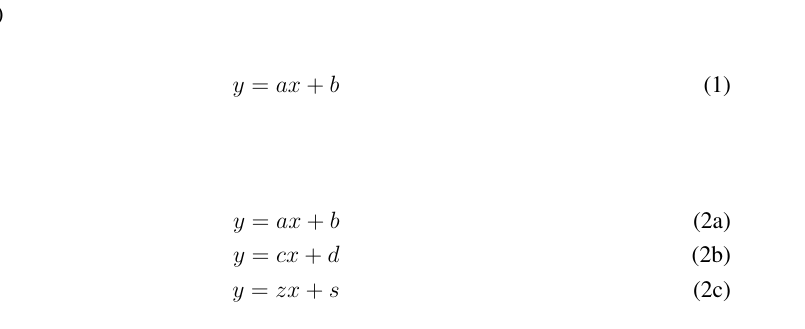 )
y = ax + b (1)
y = ax + b (2a)
y = cx + d (2b)
y = zx + s (2c)